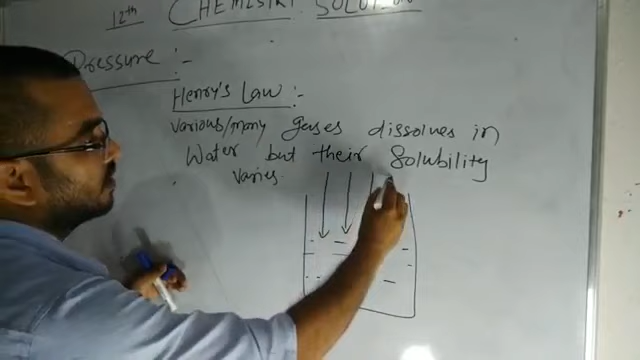 12th CHEMISTRY SOLUTION
Pressure :-
Henry's Law :-
various/many gases dissolves in
Water but their Solubility
varies.